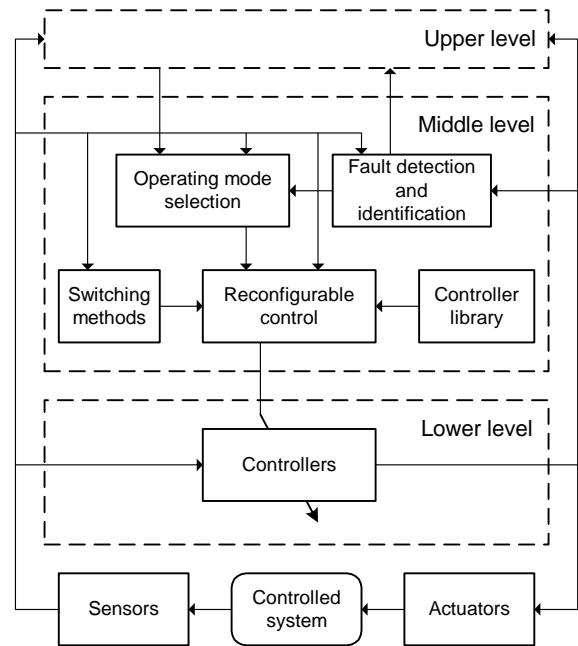 Upper level
Middle level
Operating mode
selection
Fault detection
and
identification
Switching
methods
Reconfigurable
control
Controller
library
Lower level
Controllers
Sensors
Controlled
system
Actuators